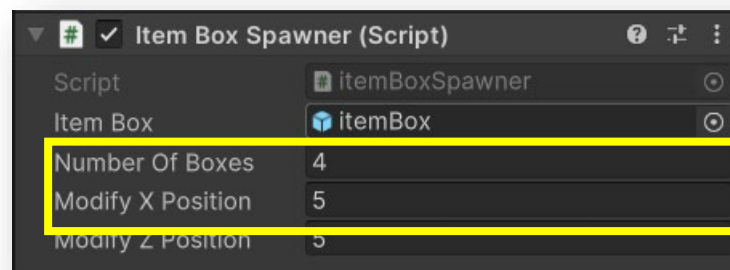 # Item Box Spawner (Script)
Script # itemBoxSpawner
Item Box itemBox
Number Of Boxes 4
Modify X Position 5
Modify Z Position 5